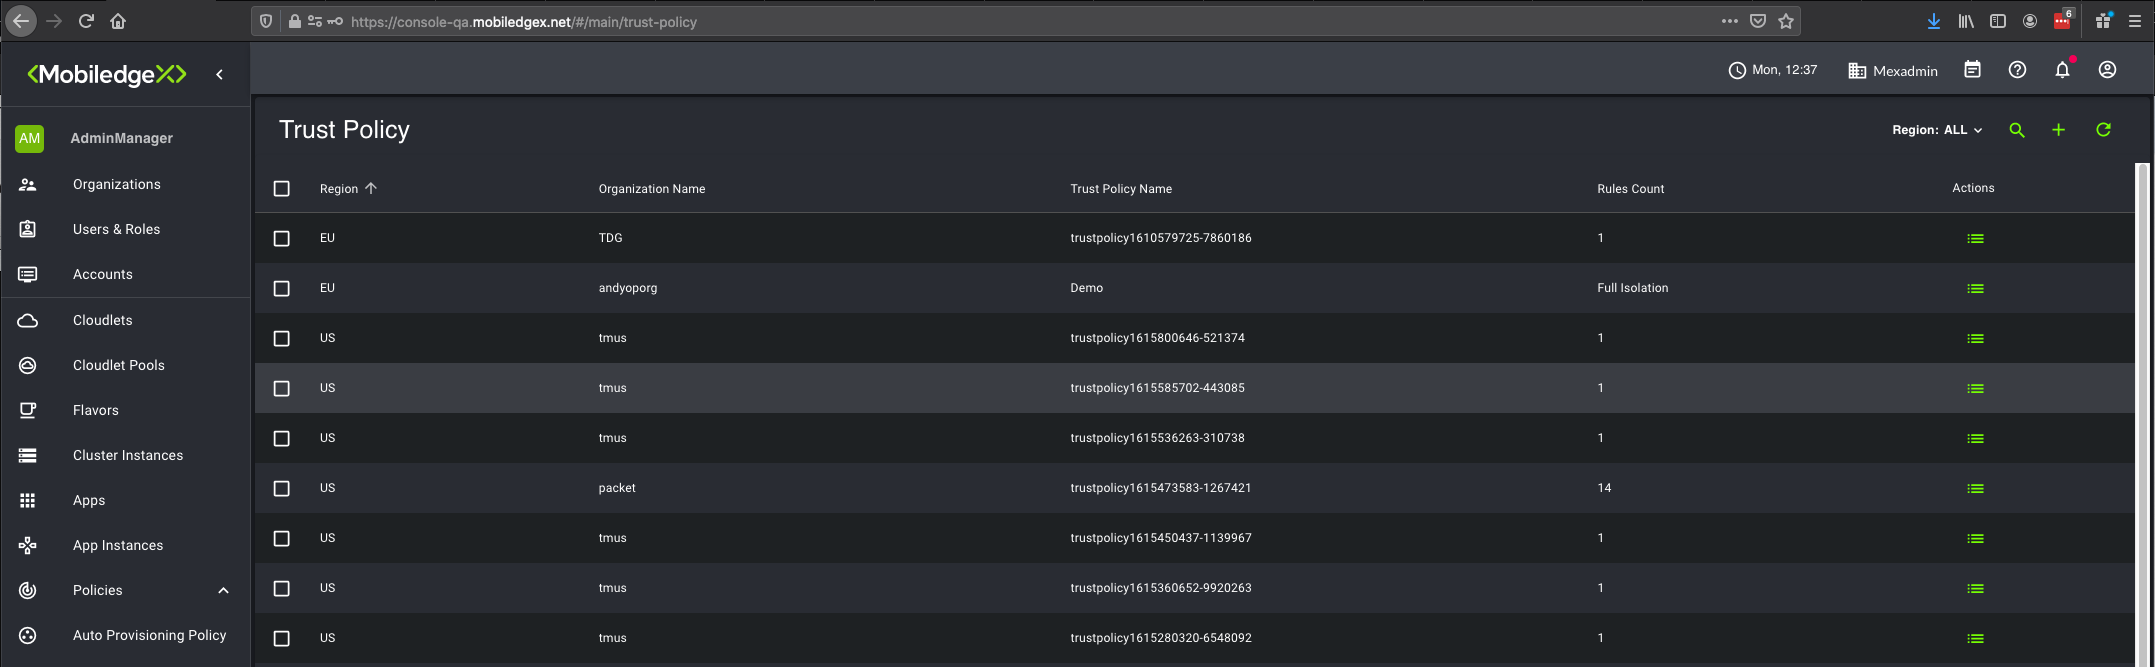 https://console-qa.mobiledgex.net/#/main/trust-policy
6
<MobiledgeX>
Mon, 12:37
Mexadmin
AM AdminManager
Organizations
Users & Roles
Accounts
Cloudlets
Cloudlet Pools
Flavors
Cluster Instances
Apps
App Instances
Policies
Auto Provisioning Policy
Trust Policy
Region: ALL
Region Organization Name Trust Policy Name Rules Count Actions
EU TDG trustpolicy1610579725-7860186 1
EU andyoporg Demo Full Isolation
US tmus trustpolicy1615800646-521374 1
US tmus trustpolicy1615585702-443085 1
US tmus trustpolicy1615536263-310738 1
US packet trustpolicy1615473583-1267421 14
US tmus trustpolicy1615450437-1139967 1
US tmus trustpolicy1615360652-9920263 1
US tmus trustpolicy1615280320-6548092 1